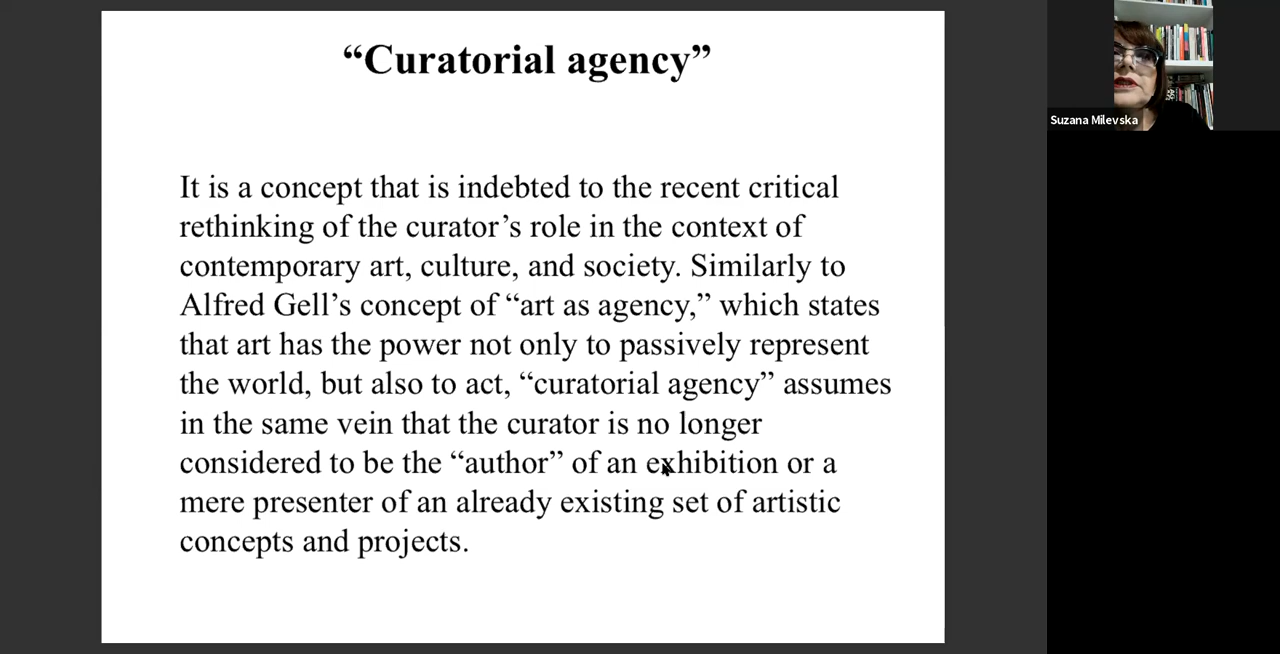 “Curatorial agency”
It is a concept that is indebted to the recent critical
rethinking of the curator’s role in the context of
contemporary art, culture, and society. Similarly to
Alfred Gell’s concept of “art as agency,” which states
that art has the power not only to passively represent
the world, but also to act, “curatorial agency” assumes
in the same vein that the curator is no longer
considered to be the “author” of an exhibition or a
mere presenter of an already existing set of artistic
concepts and projects.
Suzana Milevska